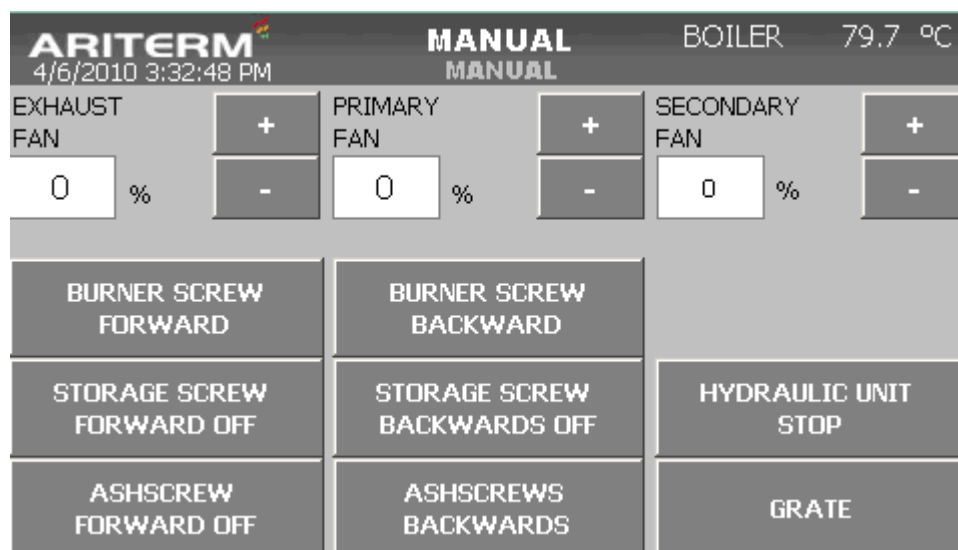 ARITERM
4/6/2010 3:32:48 PM
MANUAL
MANUAL
BOILER 79.7 ºC
EXHAUST
FAN
+
0 %
-
PRIMARY
FAN
+
0 %
-
SECONDARY
FAN
+
0 %
-
BURNER SCREW
FORWARD
BURNER SCREW
BACKWARD
STORAGE SCREW
FORWARD OFF
STORAGE SCREW
BACKWARDS OFF
HYDRAULIC UNIT
STOP
ASHSCREW
FORWARD OFF
ASHSCREWS
BACKWARDS
GRATE